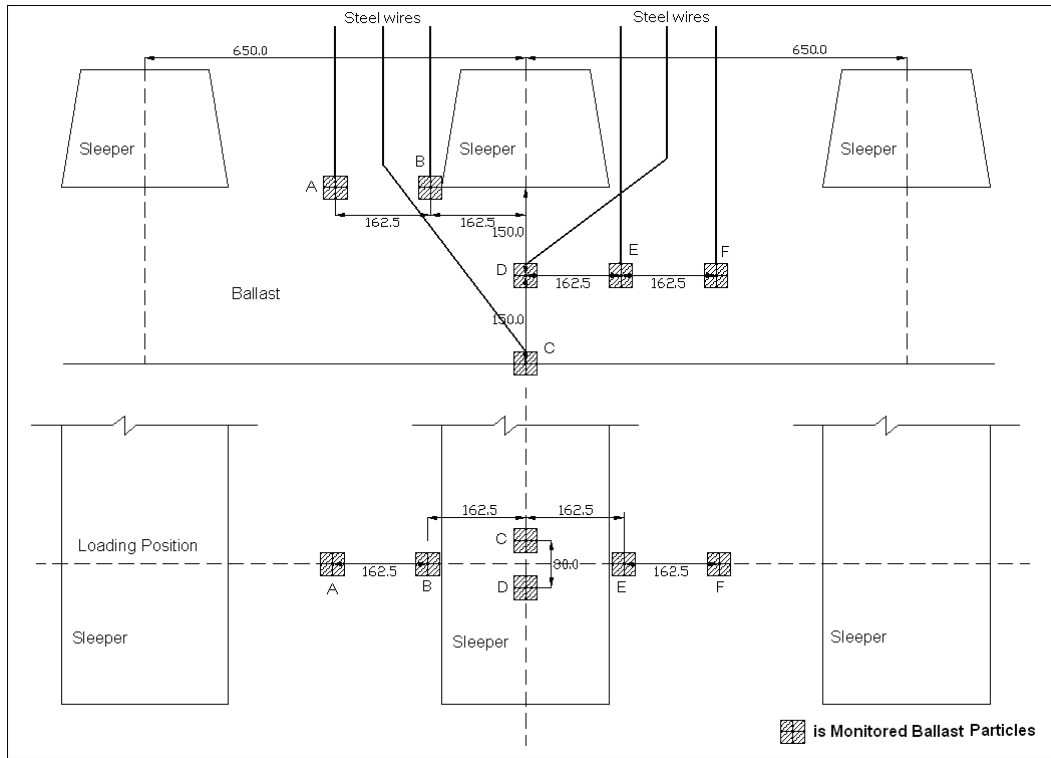 Steel wires
Steel wires
650.0
650.0
Sleeper
Sleeper
Sleeper
A
B
162.5
162.5
150.0
D
E
F
162.5
162.5
Ballast
150.0
C
162.5
162.5
Loading Position
C
80.0
162.5
162.5
A
B
D
E
F
Sleeper
Sleeper
Sleeper
is Monitored Ballast Particles